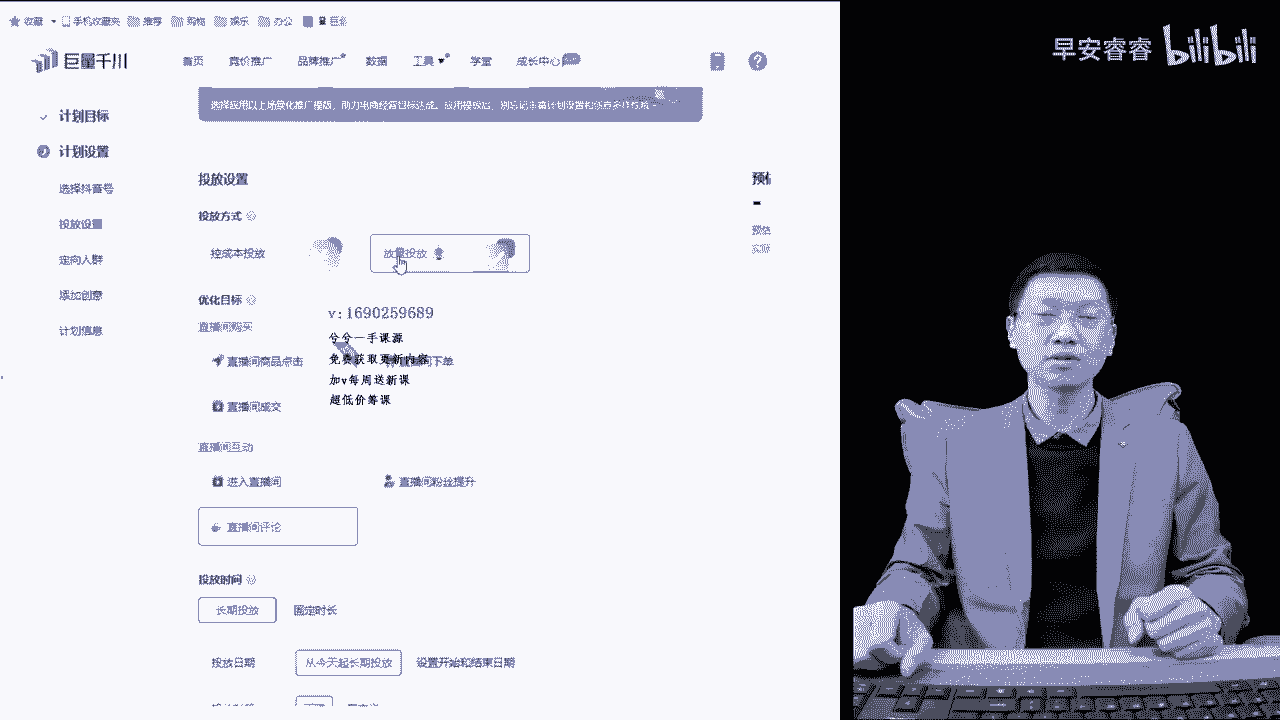 收藏 手机收藏夹 推荐 购物 娱乐 办公
早安睿睿 bilibili
巨量千川 首页 竞价推广 品牌推广 数据 工具 学堂 成长中心
计划目标
计划设置
选择抖音号
投放设置
定向人群
添加创意
计划信息
投放设置
投放方式
控成本投放 放量投放
优化目标
直播间购买
直播间商品点击 直播间下单
直播间成交
直播间互动
进入直播间 直播间粉丝提升
直播间评论
投放时间
长期投放 固定时长
投放日期 从今天起长期投放 设置开始和结束日期
v:1690259689
兮兮一手课源
免费获取更新内容
加v每周送新课
超低价筹课
预估